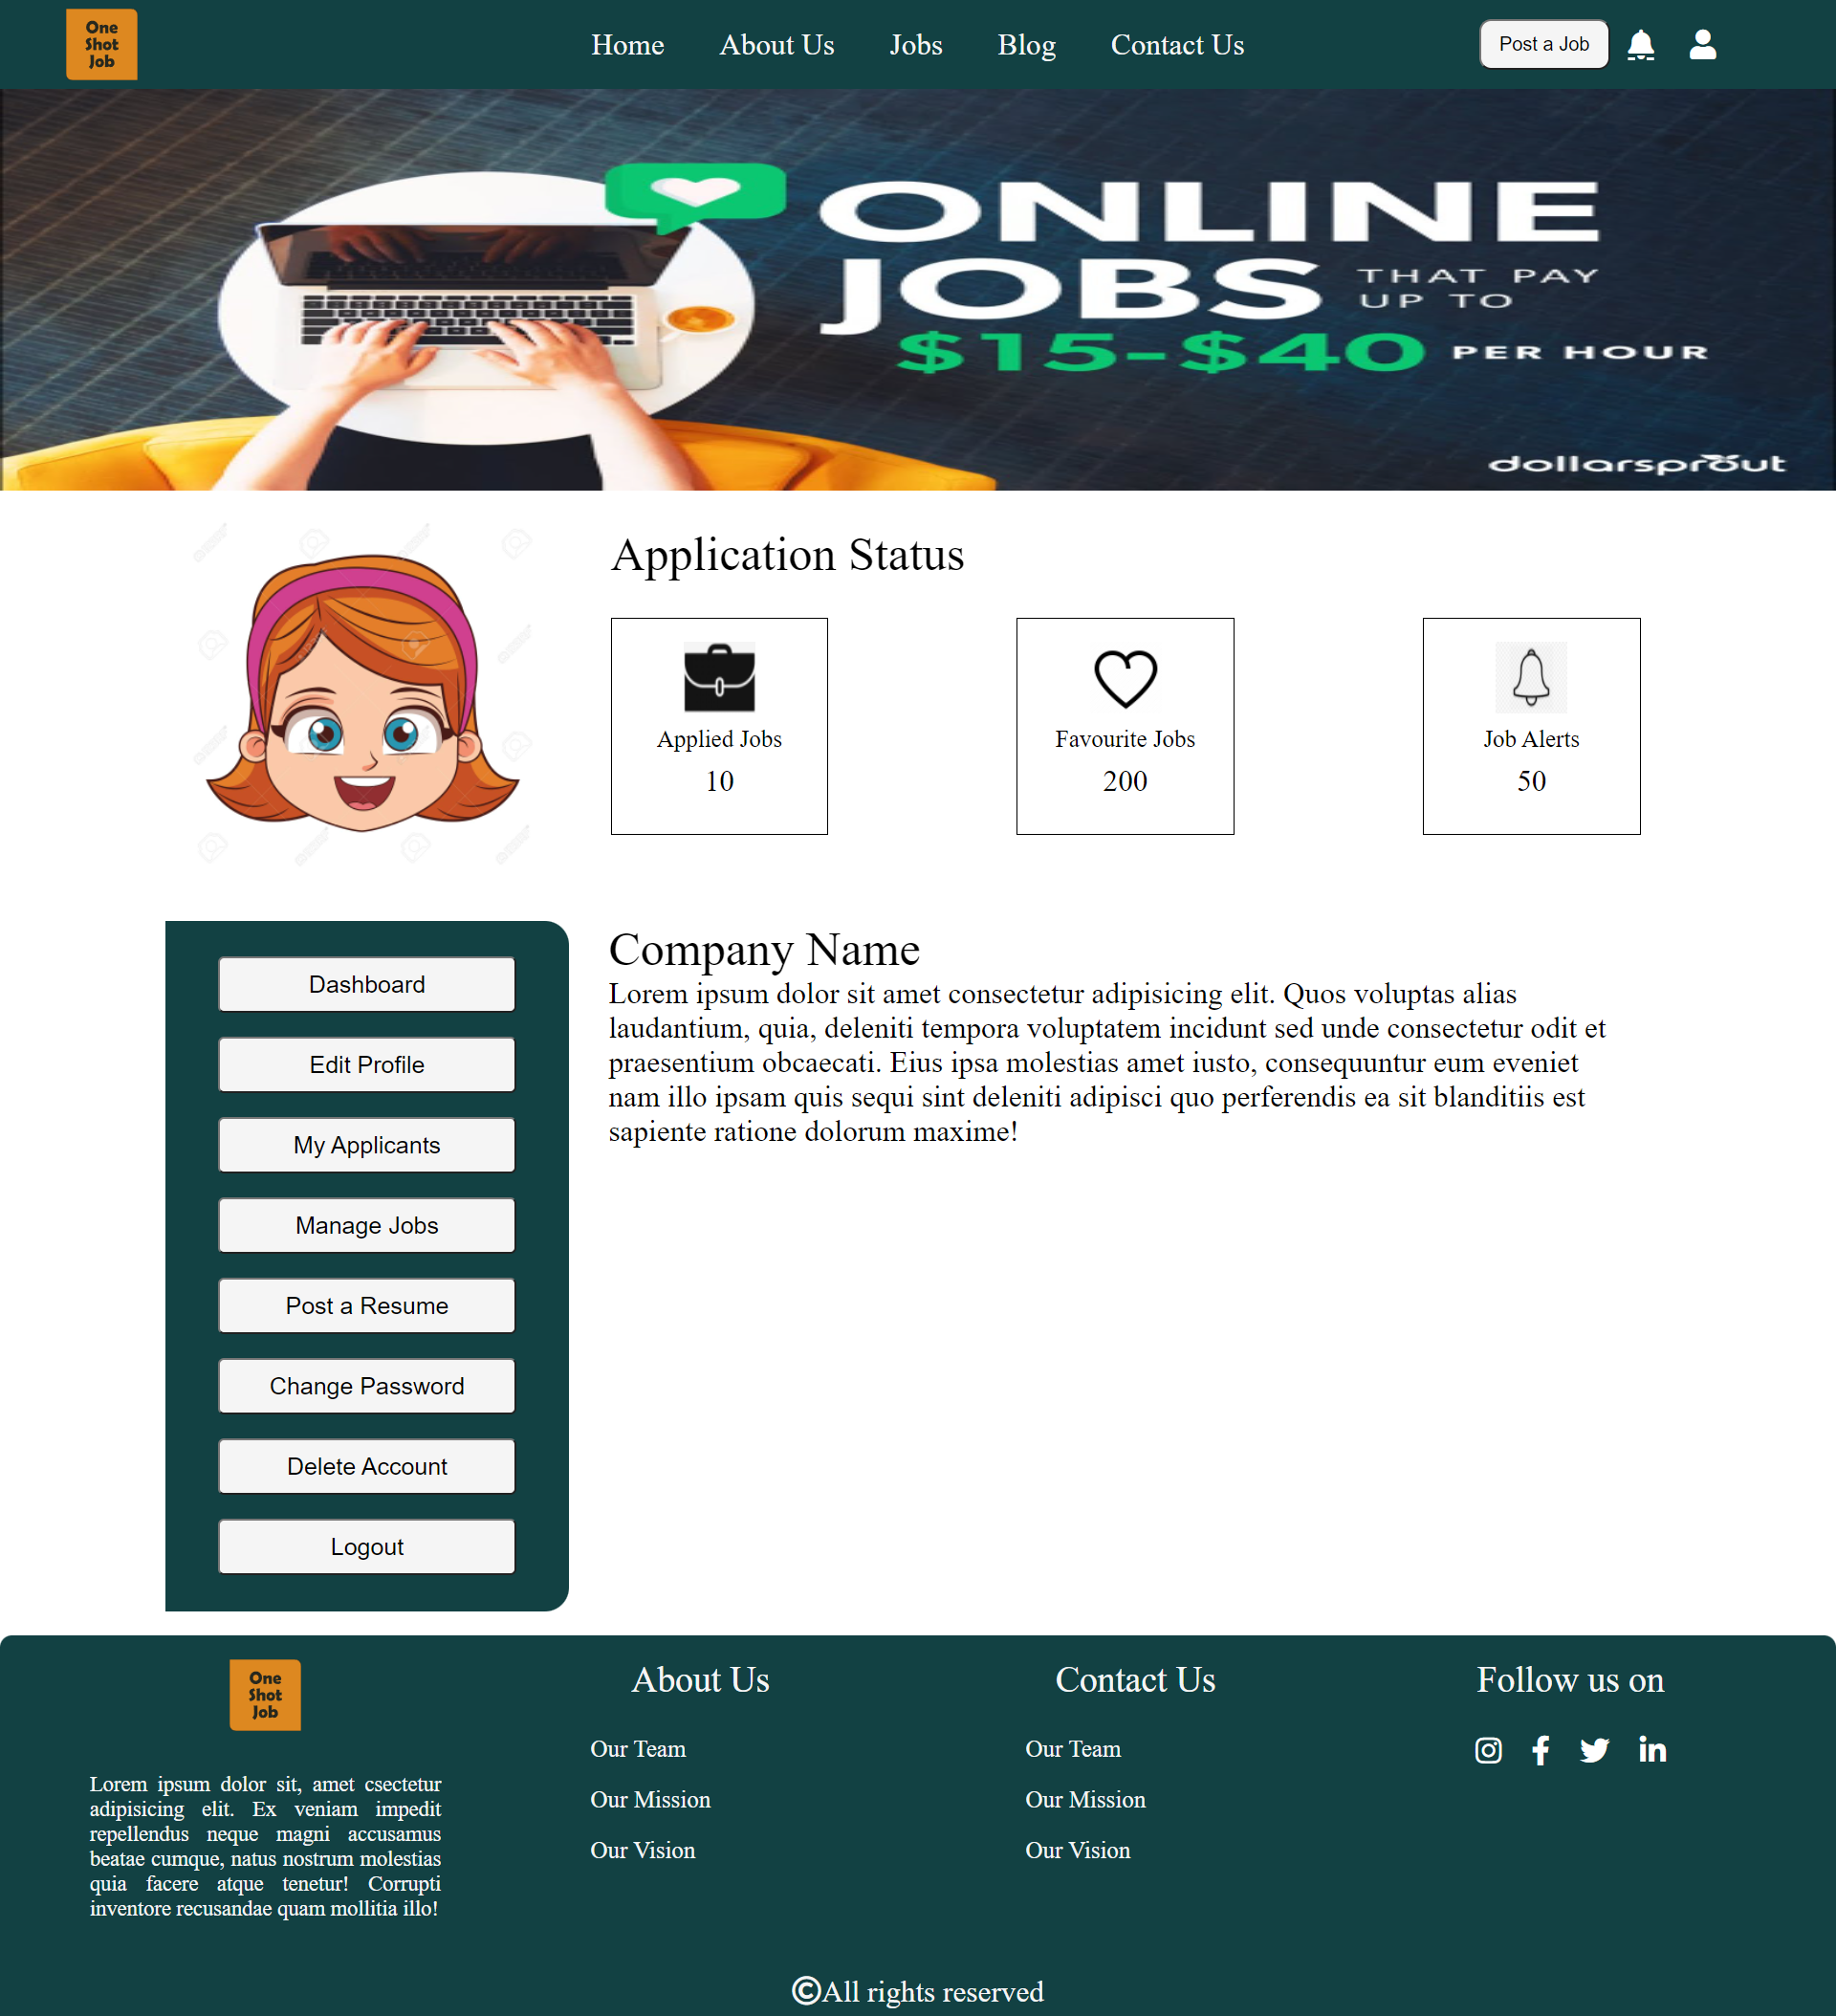 One
Shot
Job
Home
About Us
Jobs
Blog
Contact Us
Post a Job
ONLINE
JOBS THAT PAY
UP TO
$15-$40 PER HOUR
dollarsprout
Application Status
Applied Jobs
10
Favourite Jobs
200
Job Alerts
50
Dashboard
Edit Profile
My Applicants
Manage Jobs
Post a Resume
Change Password
Delete Account
Logout
Company Name
Lorem ipsum dolor sit amet consectetur adipisicing elit. Quos voluptas alias
laudantium, quia, deleniti tempora voluptatem incidunt sed unde consectetur odit et
praesentium obcaecati. Eius ipsa molestias amet iusto, consequuntur eum eveniet
nam illo ipsam quis sequi sint deleniti adipisci quo perferendis ea sit blanditiis est
sapiente ratione dolorum maxime!
One
Shot
Job
Lorem ipsum dolor sit, amet csectetur
adipisicing elit. Ex veniam impedit
repellendus neque magni accusamus
beatae cumque, natus nostrum molestias
quia facere atque tenetur! Corrupti
inventore recusandae quam mollitia illo!
About Us
Our Team
Our Mission
Our Vision
Contact Us
Our Team
Our Mission
Our Vision
Follow us on
©All rights reserved